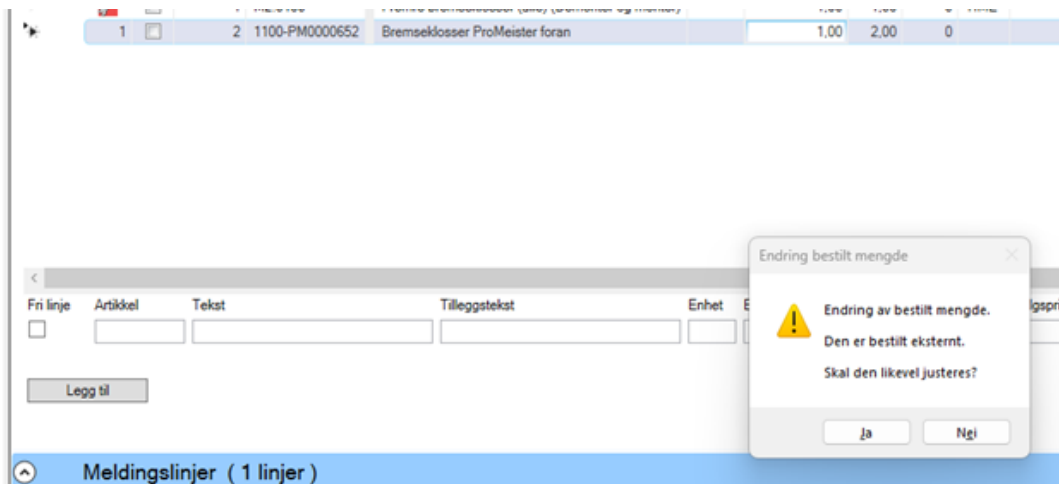 1 2 1100-PM0000652 Bremseklosser ProMeister foran 1,00 2,00 0
Endring bestilt mengde
Endring av bestilt mengde.
Den er bestilt eksternt.
Skal den likevel justeres?
Ja Nei
Fri linje Artikkel Tekst Tilleggstekst Enhet
Legg til
Meldingslinjer ( 1 linjer )